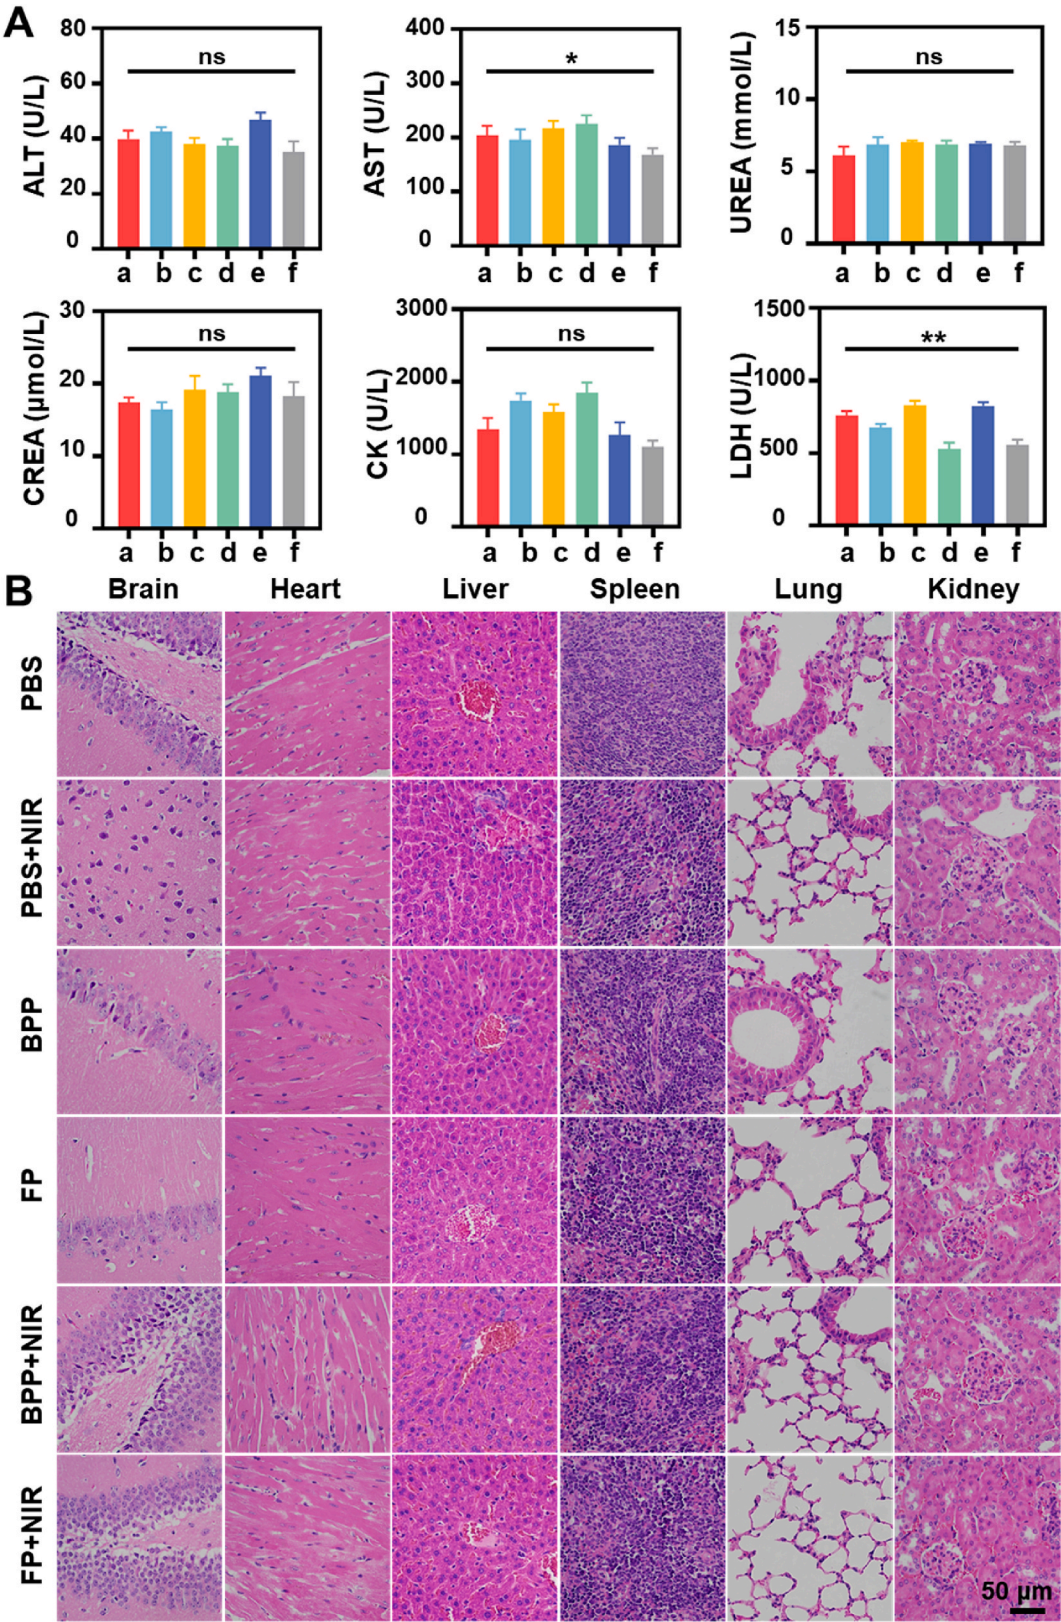 A
80
60
40
20
0
ALT (U/L)
ns
a b c d e f
400
300
200
100
0
AST (U/L)
*
a b c d e f
15
10
5
0
UREA (mmol/L)
ns
a b c d e f
30
20
10
0
CREA (μmol/L)
ns
a b c d e f
3000
2000
1000
0
CK (U/L)
ns
a b c d e f
1500
1000
500
0
LDH (U/L)
**
a b c d e f
B
Brain Heart Liver Spleen Lung Kidney
PBS
PBS+NIR
BPP
FP
BPP+NIR
FP+NIR
50 μm